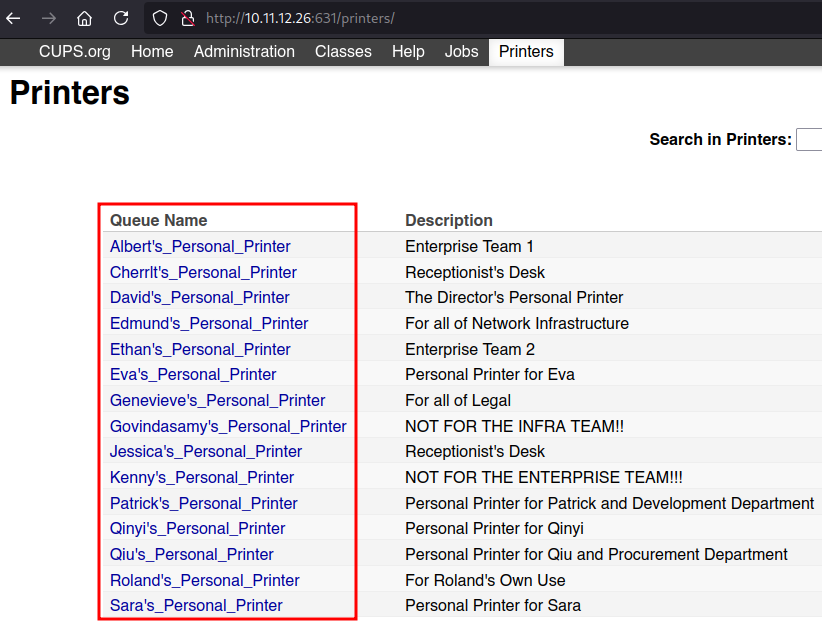 http://10.11.12.26:631/printers/
CUPS.org Home Administration Classes Help Jobs Printers
Printers
Search in Printers:
Queue Name Description
Albert's_Personal_Printer Enterprise Team 1
Cherrlt's_Personal_Printer Receptionist's Desk
David's_Personal_Printer The Director's Personal Printer
Edmund's_Personal_Printer For all of Network Infrastructure
Ethan's_Personal_Printer Enterprise Team 2
Eva's_Personal_Printer Personal Printer for Eva
Genevieve's_Personal_Printer For all of Legal
Govindasamy's_Personal_Printer NOT FOR THE INFRA TEAM!!
Jessica's_Personal_Printer Receptionist's Desk
Kenny's_Personal_Printer NOT FOR THE ENTERPRISE TEAM!!!
Patrick's_Personal_Printer Personal Printer for Patrick and Development Department
Qinyi's_Personal_Printer Personal Printer for Qinyi
Qiu's_Personal_Printer Personal Printer for Qiu and Procurement Department
Roland's_Personal_Printer For Roland's Own Use
Sara's_Personal_Printer Personal Printer for Sara